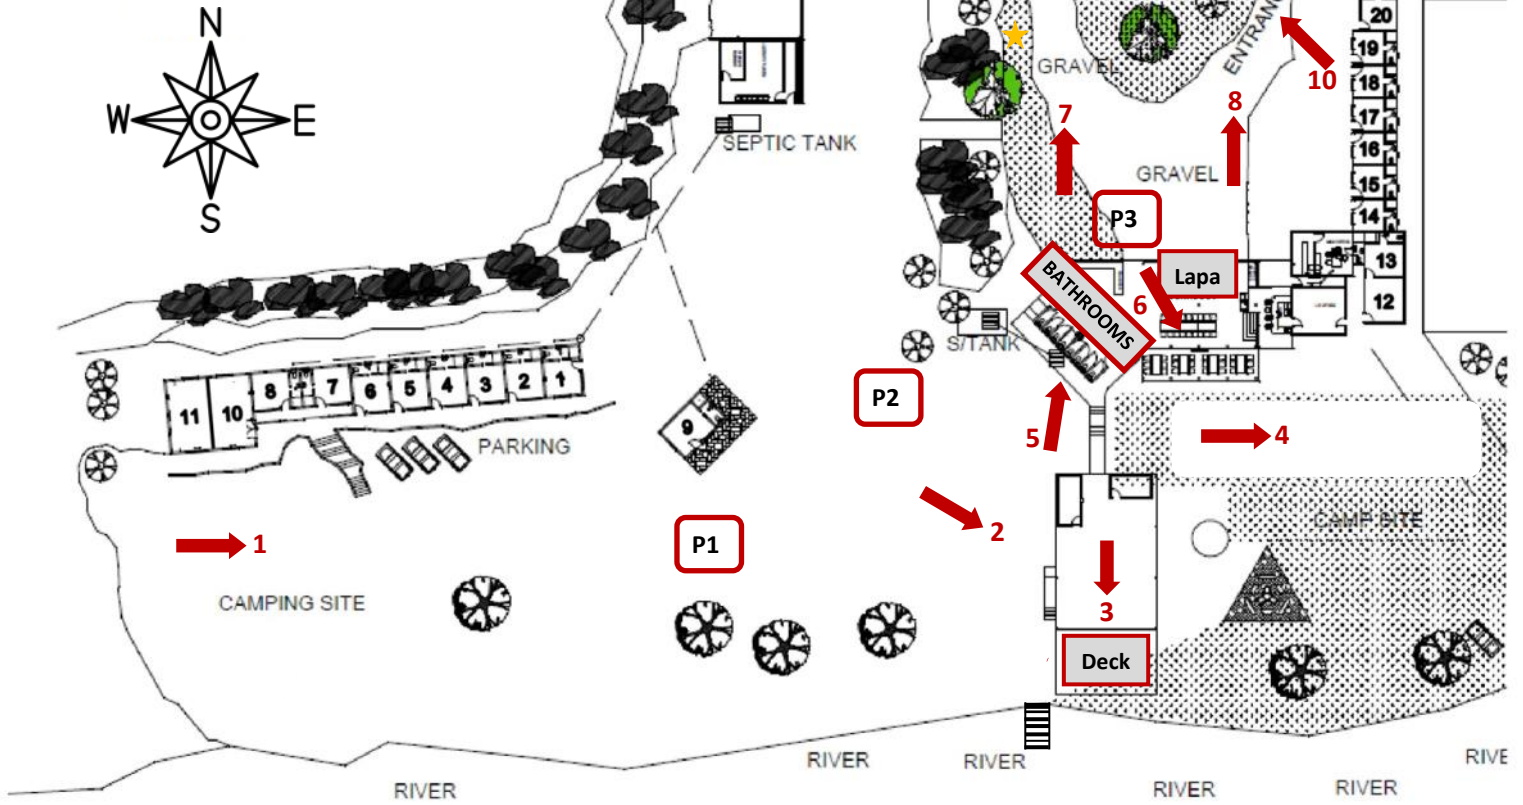 N
W E
S
SEPTIC TANK
GRAVEL
ENTRANC
20
19
18
17
16
15
14
13
12
10
8
7
GRAVEL
P3
Lapa
BATHROOMS
6
S/TANK
P2
11 10 8 7 6 5 4 3 2 1
9
PARKING
5
4
CAMP SITE
P1
1
2
3
CAMPING SITE
Deck
RIVER
RIVER
RIVER
RIVER
RIVER
RIVE